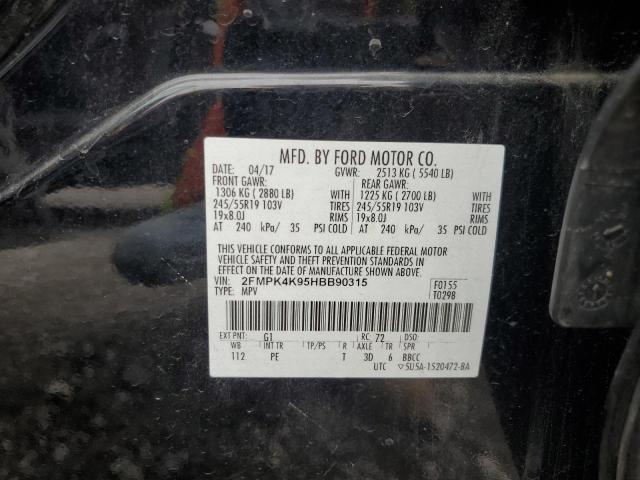 MFD. BY FORD MOTOR CO.
DATE: 04/17 GVWR: 2513 KG ( 5540 LB)
FRONT GAWR: REAR GAWR:
1306 KG ( 2880 LB) WITH 1225 KG ( 2700 LB) WITH
245/55R19 103V TIRES 245/55R19 103V TIRES
19x8.0J RIMS 19x8.0J RIMS
AT 240 kPa/ 35 PSI COLD AT 240 kPa/ 35 PSI COLD
THIS VEHICLE CONFORMS TO ALL APPLICABLE FEDERAL MOTOR
VEHICLE SAFETY AND THEFT PREVENTION STANDARDS IN
EFFECT ON THE DATE OF MANUFACTURE SHOWN ABOVE.
VIN: 2FMPK4K95HBB90315 F0155
TYPE: MPV T0298
EXT PNT: G1 RC: 72 DSO:
WB INT TR TP/PS R AXLE TR SPR
112 PE T 3D 6 BBCC
UTC ▽5U5A-1520472-BA